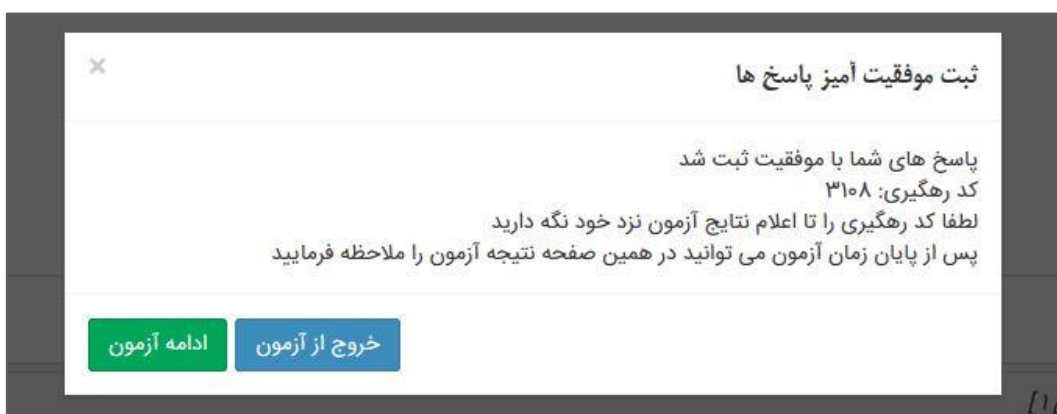 ×
ثبت موفقیت آمیز پاسخ ها
پاسخ های شما با موفقیت ثبت شد
کد رهگیری: ۳۱۰۸
لطفا کد رهگیری را تا اعلام نتایج آزمون نزد خود نگه دارید
پس از پایان زمان آزمون می توانید در همین صفحه نتیجه آزمون را ملاحظه فرمایید
خروج از آزمون
ادامه آزمون